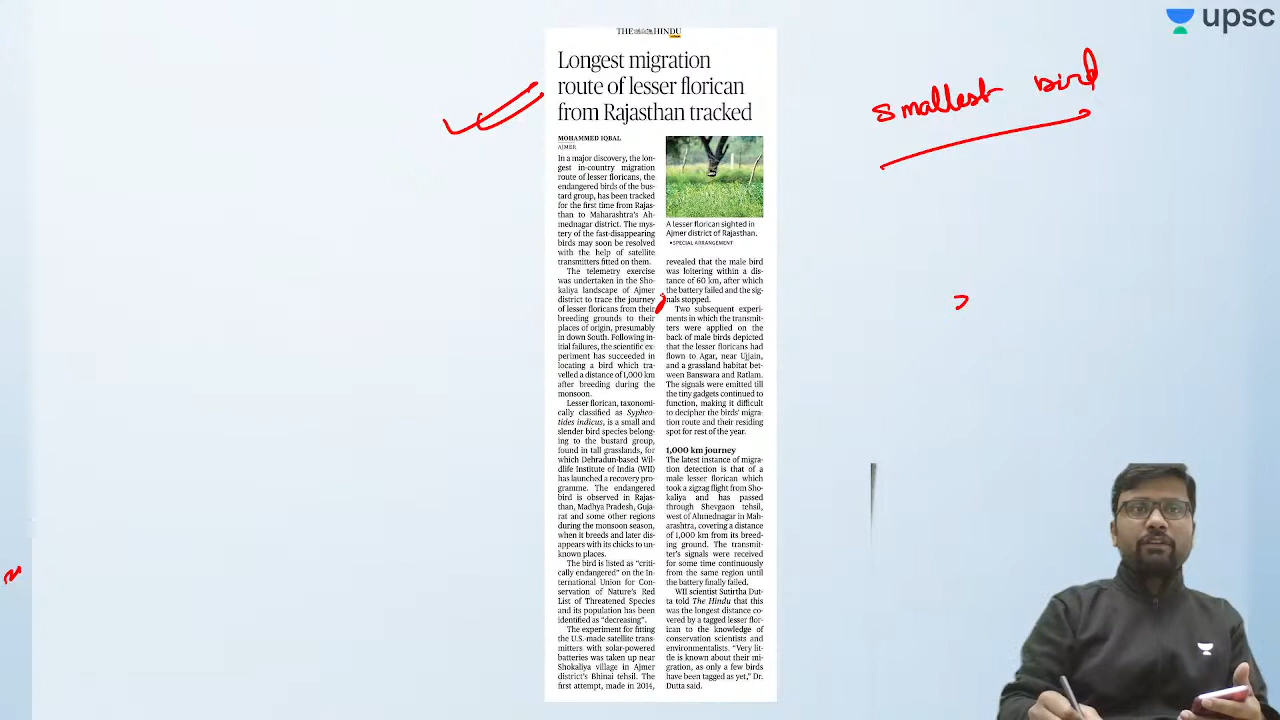 upsc
THE HINDU
Longest migration
route of lesser florican
from Rajasthan tracked
smallest bird
MOHAMMED IQBAL
AJMER
In a major discovery, the lon-
gest in-country migration
route of lesser floricans, the
endangered birds of the bus-
tard group, has been tracked
for the first time from Rajas-
than to Maharashtra's Ah-
mednagar district. The mys-
tery of the fast-disappearing
birds may soon be resolved
with the help of satellite
transmitters fitted on them.
The telemetry exercise
was undertaken in the Sho-
kaliya landscape of Ajmer
district to trace the journey
of lesser floricans from their
breeding grounds to their
places of origin, presumably
in down South. Following in-
itial failures, the scientific ex-
periment has succeeded in
locating a bird which tra-
velled a distance of 1,000 km
after breeding during the
monsoon.
Lesser florican, taxonom-
ically classified as Sypheo-
tides indicus, is a small and
slender bird species belong-
ing to the bustard group,
found in tall grasslands, for
which Dehradun-based Wil-
dlife Institute of India (WII)
has launched a recovery pro-
gramme. The endangered
bird is observed in Rajas-
than, Madhya Pradesh, Guja-
rat and some other regions
during the monsoon season,
when it breeds and later dis-
appears with its chicks to un-
known places.
The bird is listed as "criti-
cally endangered" on the In-
ternational Union for Con-
servation of Nature's Red
List of Threatened Species
and its population has been
identified as "decreasing".
The experiment for fitting
the U.S.-made satellite trans-
mitters with solar-powered
batteries was taken up near
Shokaliya village in Ajmer
district's Bhinai tehsil. The
first attempt, made in 2014,
A lesser florican sighted in
Ajmer district of Rajasthan.
•SPECIAL ARRANGEMENT
revealed that the male bird
was loitering within a dis-
tance of 60 km, after which
the battery failed and the sig-
nals stopped.
Two subsequent experi-
ments in which the transmit-
ters were applied on the
back of male birds depicted
that the lesser floricans had
flown to Agar, near Ujjain,
and a grassland habitat bet-
ween Banswara and Ratlam.
The signals were emitted till
the tiny gadgets continued to
function, making it difficult
to decipher the birds' migra-
tion route and their residing
spot for rest of the year.
1,000 km journey
The latest instance of migra-
tion detection is that of a
male lesser florican which
took a zigzag flight from Sho-
kaliya and has passed
through Shevgaon tehsil,
west of Ahmednagar in Mah-
arashtra, covering a distance
of 1,000 km from its breed-
ing ground. The transmit-
ter's signals were received
for some time continuously
from the same region until
the battery finally failed.
WII scientist Sutirtha Dut-
ta told The Hindu that this
was the longest distance co-
vered by a tagged lesser flor-
ican to the knowledge of
conservation scientists and
environmentalists. "Very lit-
tle is known about their mi-
gration, as only a few birds
have been tagged as yet," Dr.
Dutta said.